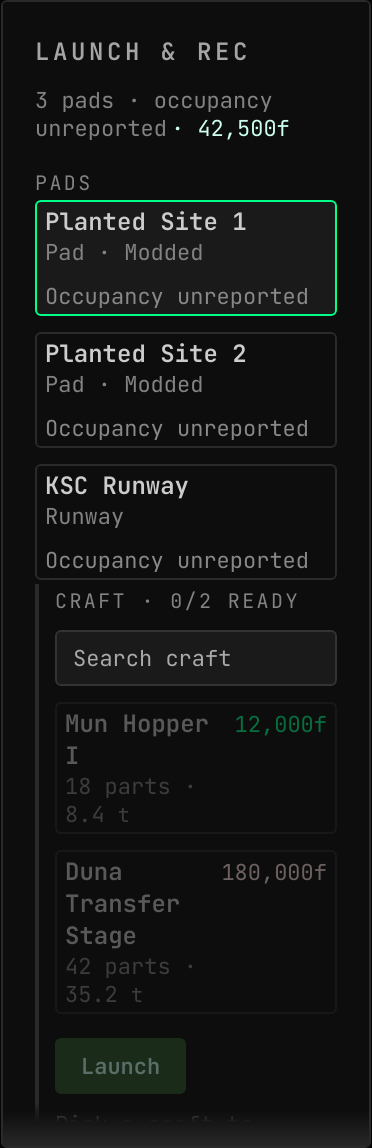 LAUNCH & REC
3 pads · occupancy
unreported · 42,500f
PADS
Planted Site 1
Pad · Modded
Occupancy unreported
Planted Site 2
Pad · Modded
Occupancy unreported
KSC Runway
Runway
Occupancy unreported
CRAFT · 0/2 READY
Search craft
Mun Hopper 12,000f
I
18 parts ·
8.4 t
Duna 180,000f
Transfer
Stage
42 parts ·
35.2 t
Launch